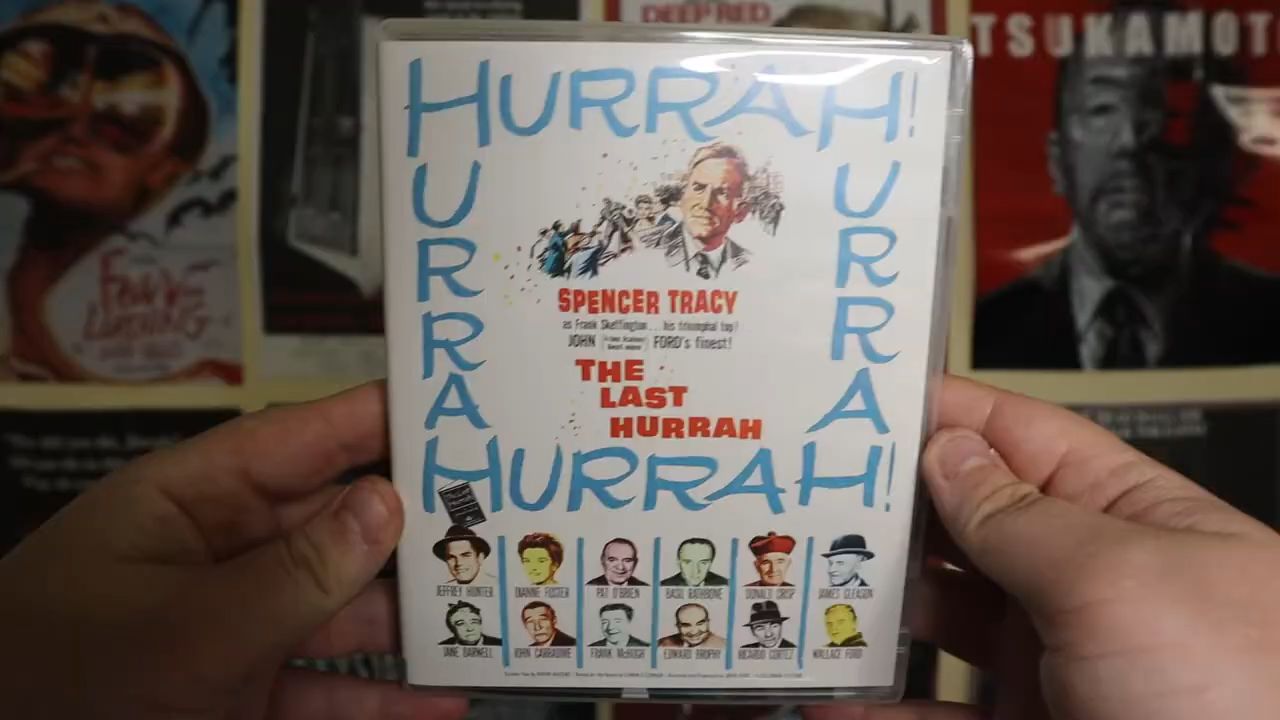 DEEP RED
TSUKAMOT
HURRAH!
HURRAH
HURRAH
SPENCER TRACY
as Frank Skeffington... his triumphal top!
JOHN FORD's finest!
THE
LAST
HURRAH
HURRAH!
JEFFREY HUNTER DIANNE FOSTER PAT O'BRIEN BASIL RATHBONE DONALD CRISP JAMES GLEASON
JANE DARWELL JOHN CARRADINE FRANK McHUGH EDWARD BROPHY RICARDO CORTEZ WALLACE FORD